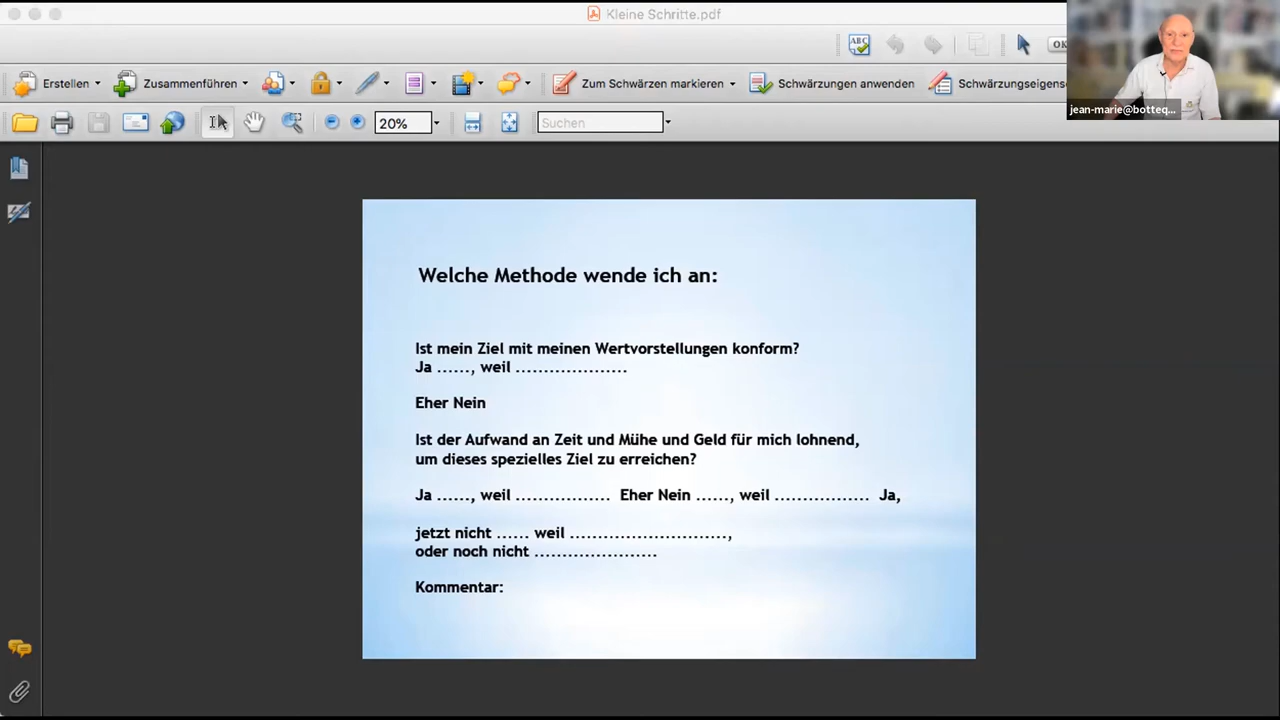 Kleine Schritte.pdf
ABC
OK
Erstellen
Zusammenführen
Zum Schwärzen markieren
Schwärzungen anwenden
Schwärzungseigens
jean-marie@botteq...
20%
Suchen
Welche Methode wende ich an:
Ist mein Ziel mit meinen Wertvorstellungen konform?
Ja ......, weil ....................
Eher Nein
Ist der Aufwand an Zeit und Mühe und Geld für mich lohnend,
um dieses spezielles Ziel zu erreichen?
Ja ......, weil ................. Eher Nein ......, weil ................. Ja,
jetzt nicht ...... weil ............................,
oder noch nicht ......................
Kommentar: